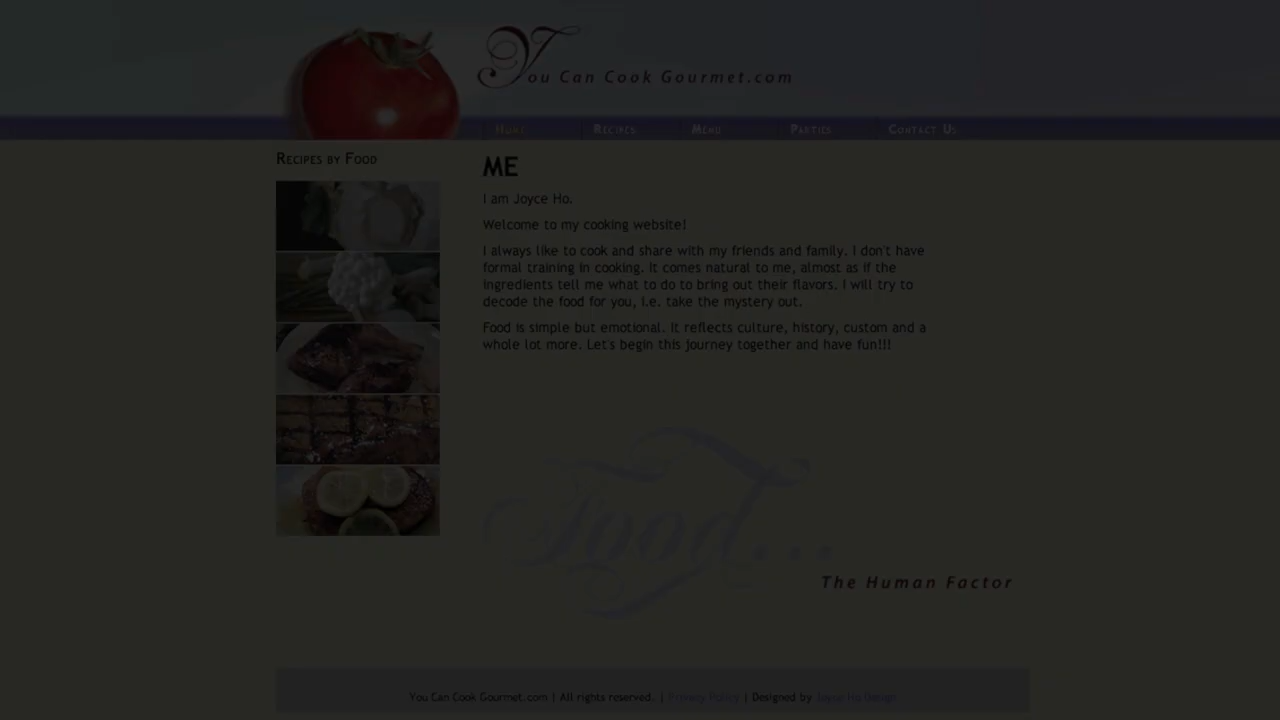 You Can Cook Gourmet.com
Home Recipes Menu Parties Contact Us
Recipes by Food
ME
I am Joyce Ho.
Welcome to my cooking website!
I always like to cook and share with my friends and family. I don't have
formal training in cooking. It comes natural to me, almost as if the
ingredients tell me what to do to bring out their flavors. I will try to
decode the food for you, i.e. take the mystery out.
Food is simple but emotional. It reflects culture, history, custom and a
whole lot more. Let's begin this journey together and have fun!!!
Food...
The Human Factor
You Can Cook Gourmet.com | All rights reserved. | Privacy Policy | Designed by